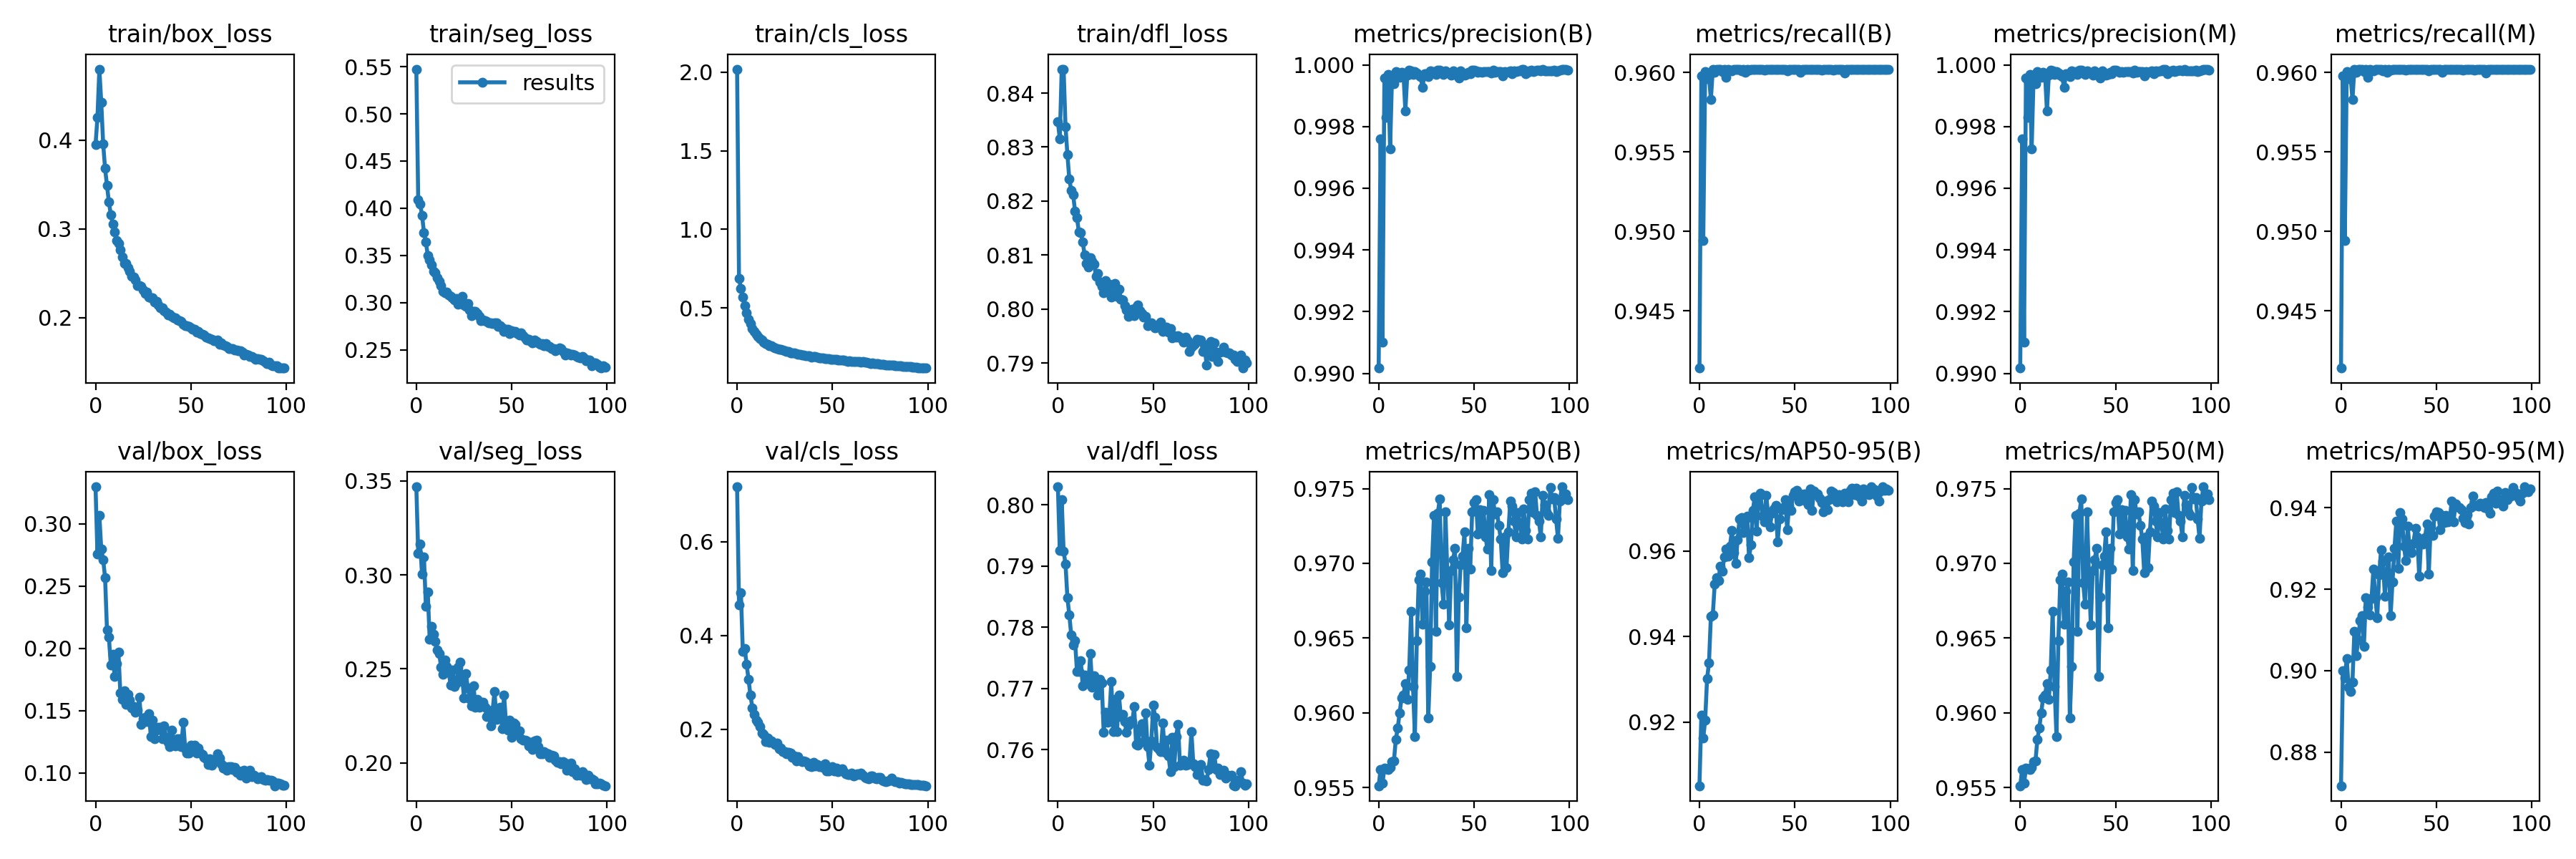 train/box_loss
train/seg_loss
train/cls_loss
train/dfl_loss
metrics/precision(B)
metrics/recall(B)
metrics/precision(M)
metrics/recall(M)
0.4
0.3
0.2
0 50 100
0.55
0.50
0.45
0.40
0.35
0.30
0.25
results
0 50 100
2.0
1.5
1.0
0.5
0 50 100
0.84
0.83
0.82
0.81
0.80
0.79
0 50 100
1.000
0.998
0.996
0.994
0.992
0.990
0 50 100
0.960
0.955
0.950
0.945
0 50 100
1.000
0.998
0.996
0.994
0.992
0.990
0 50 100
0.960
0.955
0.950
0.945
0 50 100
val/box_loss
val/seg_loss
val/cls_loss
val/dfl_loss
metrics/mAP50(B)
metrics/mAP50-95(B)
metrics/mAP50(M)
metrics/mAP50-95(M)
0.30
0.25
0.20
0.15
0.10
0 50 100
0.35
0.30
0.25
0.20
0 50 100
0.6
0.4
0.2
0 50 100
0.80
0.79
0.78
0.77
0.76
0 50 100
0.975
0.970
0.965
0.960
0.955
0 50 100
0.96
0.94
0.92
0 50 100
0.975
0.970
0.965
0.960
0.955
0 50 100
0.94
0.92
0.90
0.88
0 50 100